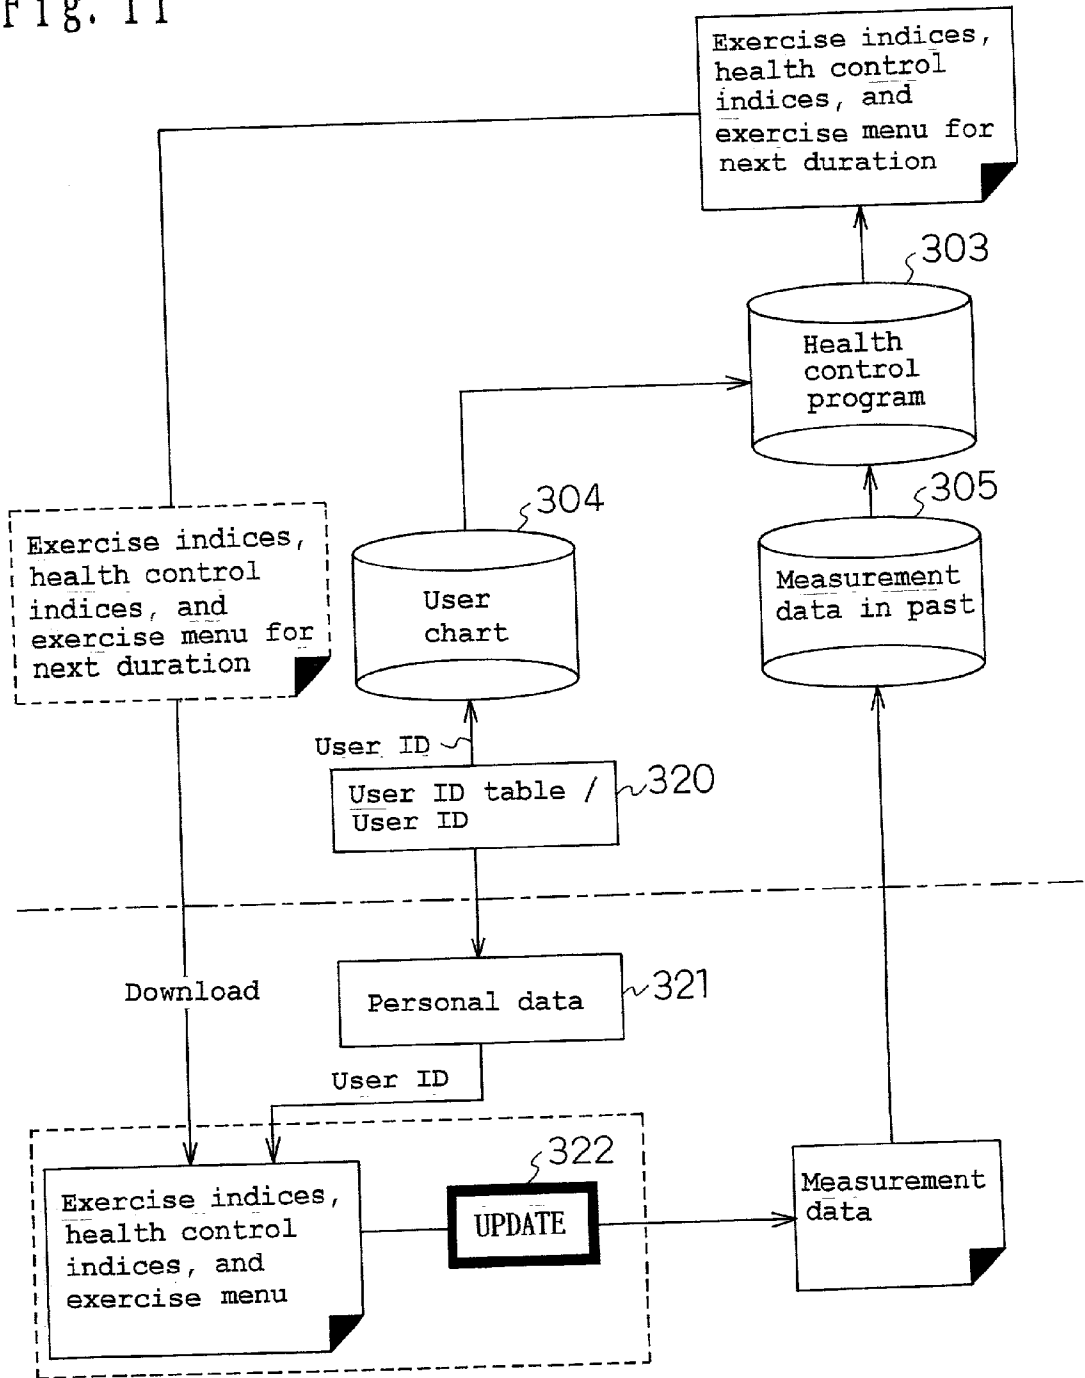 Fig. 11
Exercise indices,
health control
indices, and
exercise menu for
next duration
303
Health
control
program
304
305
Exercise indices,
health control
indices, and
exercise menu for
next duration
User
chart
Measurement
data in past
User ID
User ID table /
User ID
320
Download
Personal data
321
User ID
322
Exercise indices,
health control
indices, and
exercise menu
UPDATE
Measurement
data